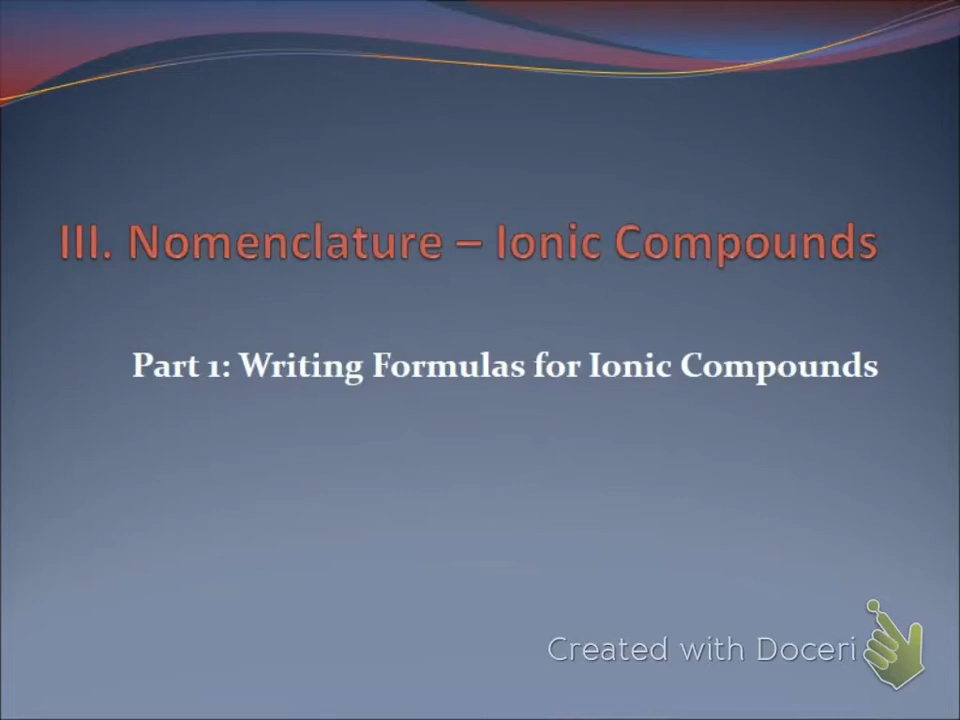 III. Nomenclature – Ionic Compounds
Part 1: Writing Formulas for Ionic Compounds
Created with Doceri